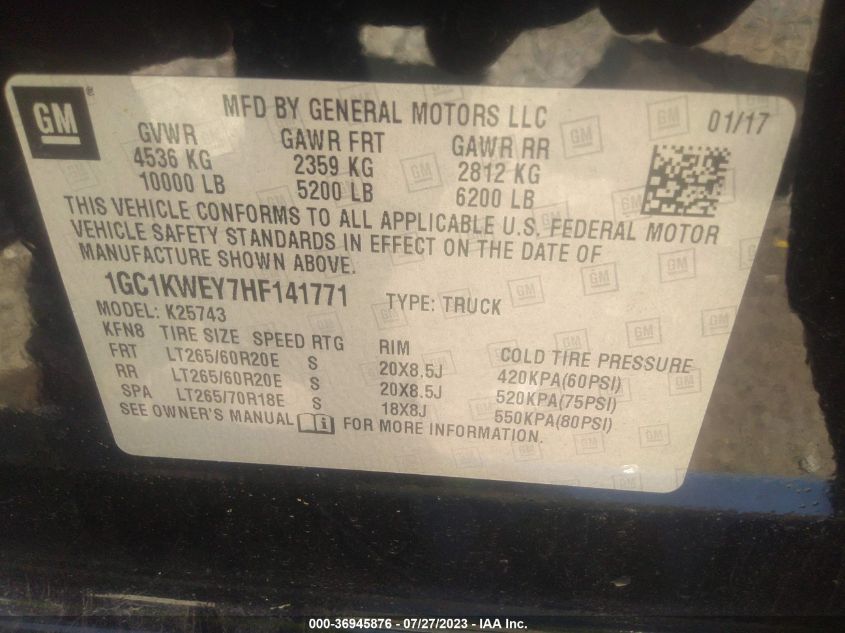 GM
MFD BY GENERAL MOTORS LLC
01/17
GVWR GAWR FRT GAWR RR
4536 KG 2359 KG 2812 KG
10000 LB 5200 LB 6200 LB
THIS VEHICLE CONFORMS TO ALL APPLICABLE U.S. FEDERAL MOTOR
VEHICLE SAFETY STANDARDS IN EFFECT ON THE DATE OF
MANUFACTURE SHOWN ABOVE.
1GC1KWEY7HF141771 TYPE: TRUCK
MODEL: K25743
KFN8 TIRE SIZE SPEED RTG RIM COLD TIRE PRESSURE
FRT LT265/60R20E S 20X8.5J 420KPA(60PSI)
RR LT265/60R20E S 20X8.5J 520KPA(75PSI)
SPA LT265/70R18E S 18X8J 550KPA(80PSI)
SEE OWNER'S MANUAL FOR MORE INFORMATION.
000-36945876 - 07/27/2023 - © IAA Inc.